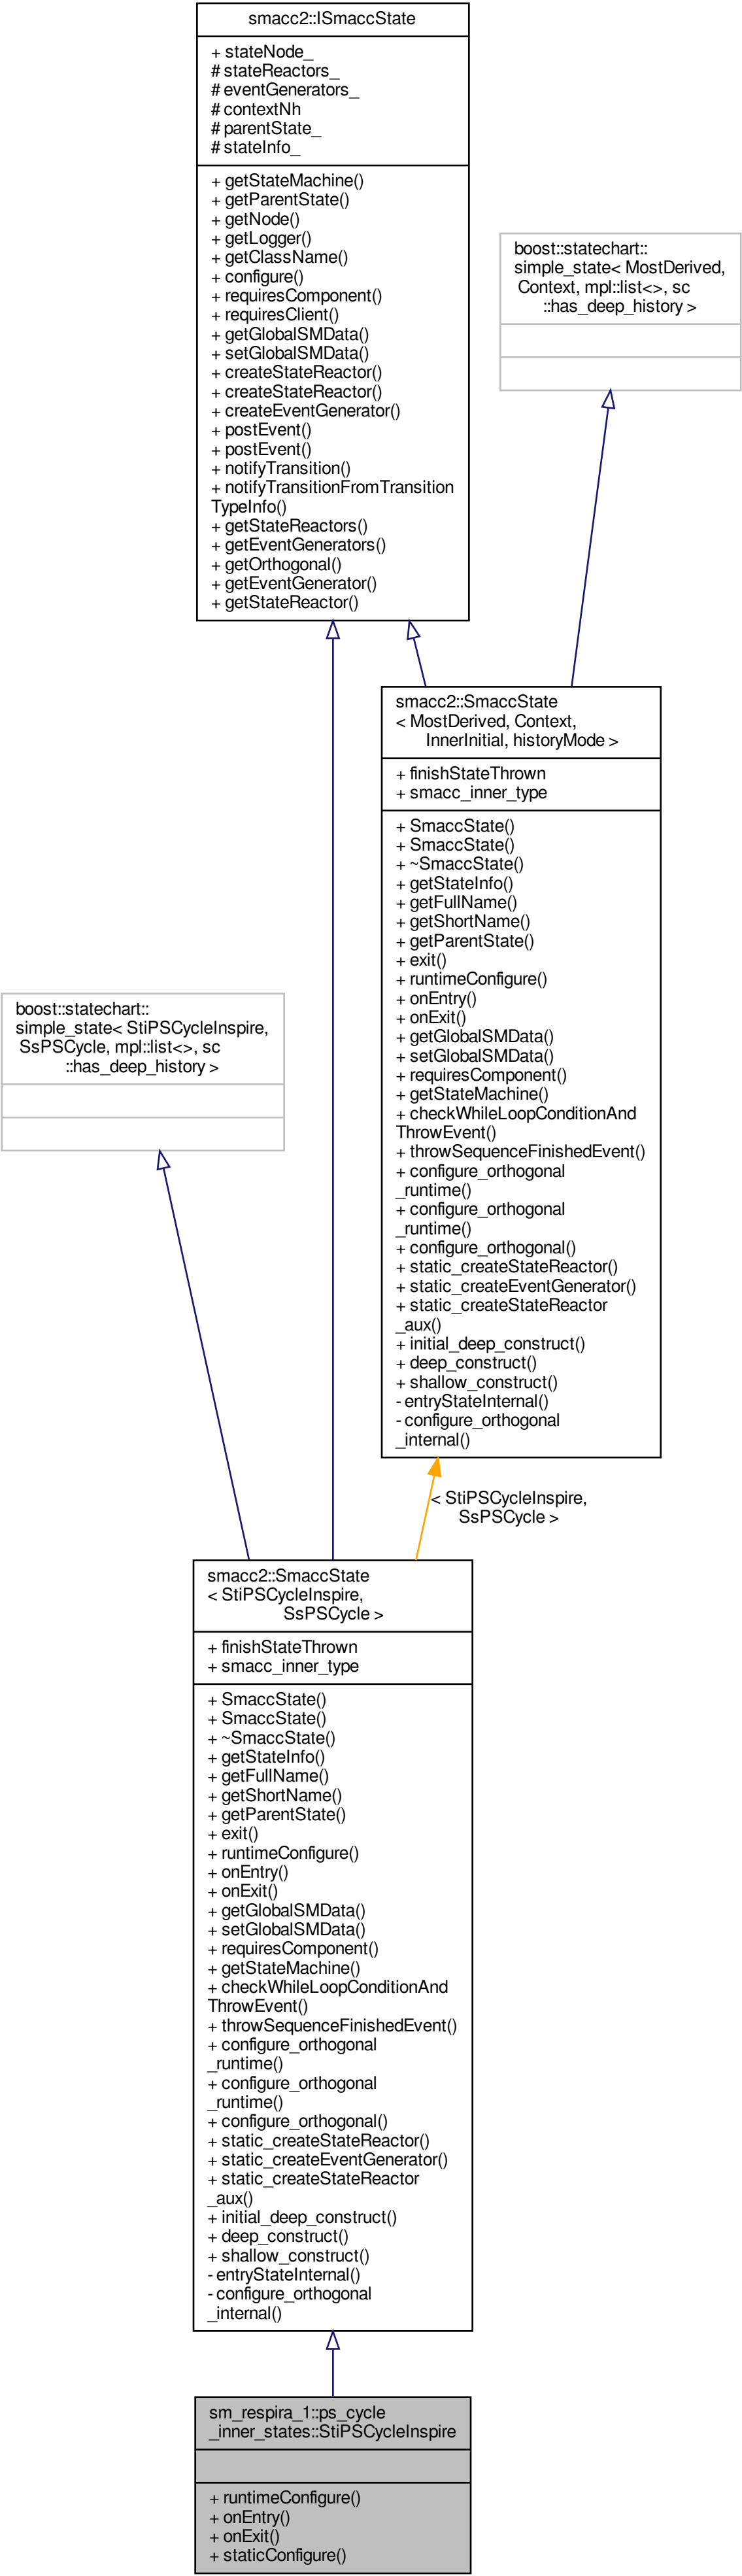 smacc2::ISmaccState
+ stateNode_
# stateReactors_
# eventGenerators_
# contextNh
# parentState_
# stateInfo_
+ getStateMachine()
+ getParentState()
+ getNode()
+ getLogger()
+ getClassName()
+ configure()
+ requiresComponent()
+ requiresClient()
+ getGlobalSMData()
+ setGlobalSMData()
+ createStateReactor()
+ createStateReactor()
+ createEventGenerator()
+ postEvent()
+ postEvent()
+ notifyTransition()
+ notifyTransitionFromTransition
TypeInfo()
+ getStateReactors()
+ getEventGenerators()
+ getOrthogonal()
+ getEventGenerator()
+ getStateReactor()
boost::statechart::
simple_state< MostDerived,
Context, mpl::list<>, sc
::has_deep_history >
smacc2::SmaccState
< MostDerived, Context,
InnerInitial, historyMode >
+ finishStateThrown
+ smacc_inner_type
+ SmaccState()
+ SmaccState()
+ ~SmaccState()
+ getStateInfo()
+ getFullName()
+ getShortName()
+ getParentState()
+ exit()
+ runtimeConfigure()
+ onEntry()
+ onExit()
+ getGlobalSMData()
+ setGlobalSMData()
+ requiresComponent()
+ getStateMachine()
+ checkWhileLoopConditionAnd
ThrowEvent()
+ throwSequenceFinishedEvent()
+ configure_orthogonal
_runtime()
+ configure_orthogonal
_runtime()
+ configure_orthogonal()
+ static_createStateReactor()
+ static_createEventGenerator()
+ static_createStateReactor
_aux()
+ initial_deep_construct()
+ deep_construct()
+ shallow_construct()
- entryStateInternal()
- configure_orthogonal
_internal()
boost::statechart::
simple_state< StiPSCycleInspire,
SsPSCycle, mpl::list<>, sc
::has_deep_history >
< StiPSCycleInspire,
SsPSCycle >
smacc2::SmaccState
< StiPSCycleInspire,
SsPSCycle >
+ finishStateThrown
+ smacc_inner_type
+ SmaccState()
+ SmaccState()
+ ~SmaccState()
+ getStateInfo()
+ getFullName()
+ getShortName()
+ getParentState()
+ exit()
+ runtimeConfigure()
+ onEntry()
+ onExit()
+ getGlobalSMData()
+ setGlobalSMData()
+ requiresComponent()
+ getStateMachine()
+ checkWhileLoopConditionAnd
ThrowEvent()
+ throwSequenceFinishedEvent()
+ configure_orthogonal
_runtime()
+ configure_orthogonal
_runtime()
+ configure_orthogonal()
+ static_createStateReactor()
+ static_createEventGenerator()
+ static_createStateReactor
_aux()
+ initial_deep_construct()
+ deep_construct()
+ shallow_construct()
- entryStateInternal()
- configure_orthogonal
_internal()
sm_respira_1::ps_cycle
_inner_states::StiPSCycleInspire
+ runtimeConfigure()
+ onEntry()
+ onExit()
+ staticConfigure()